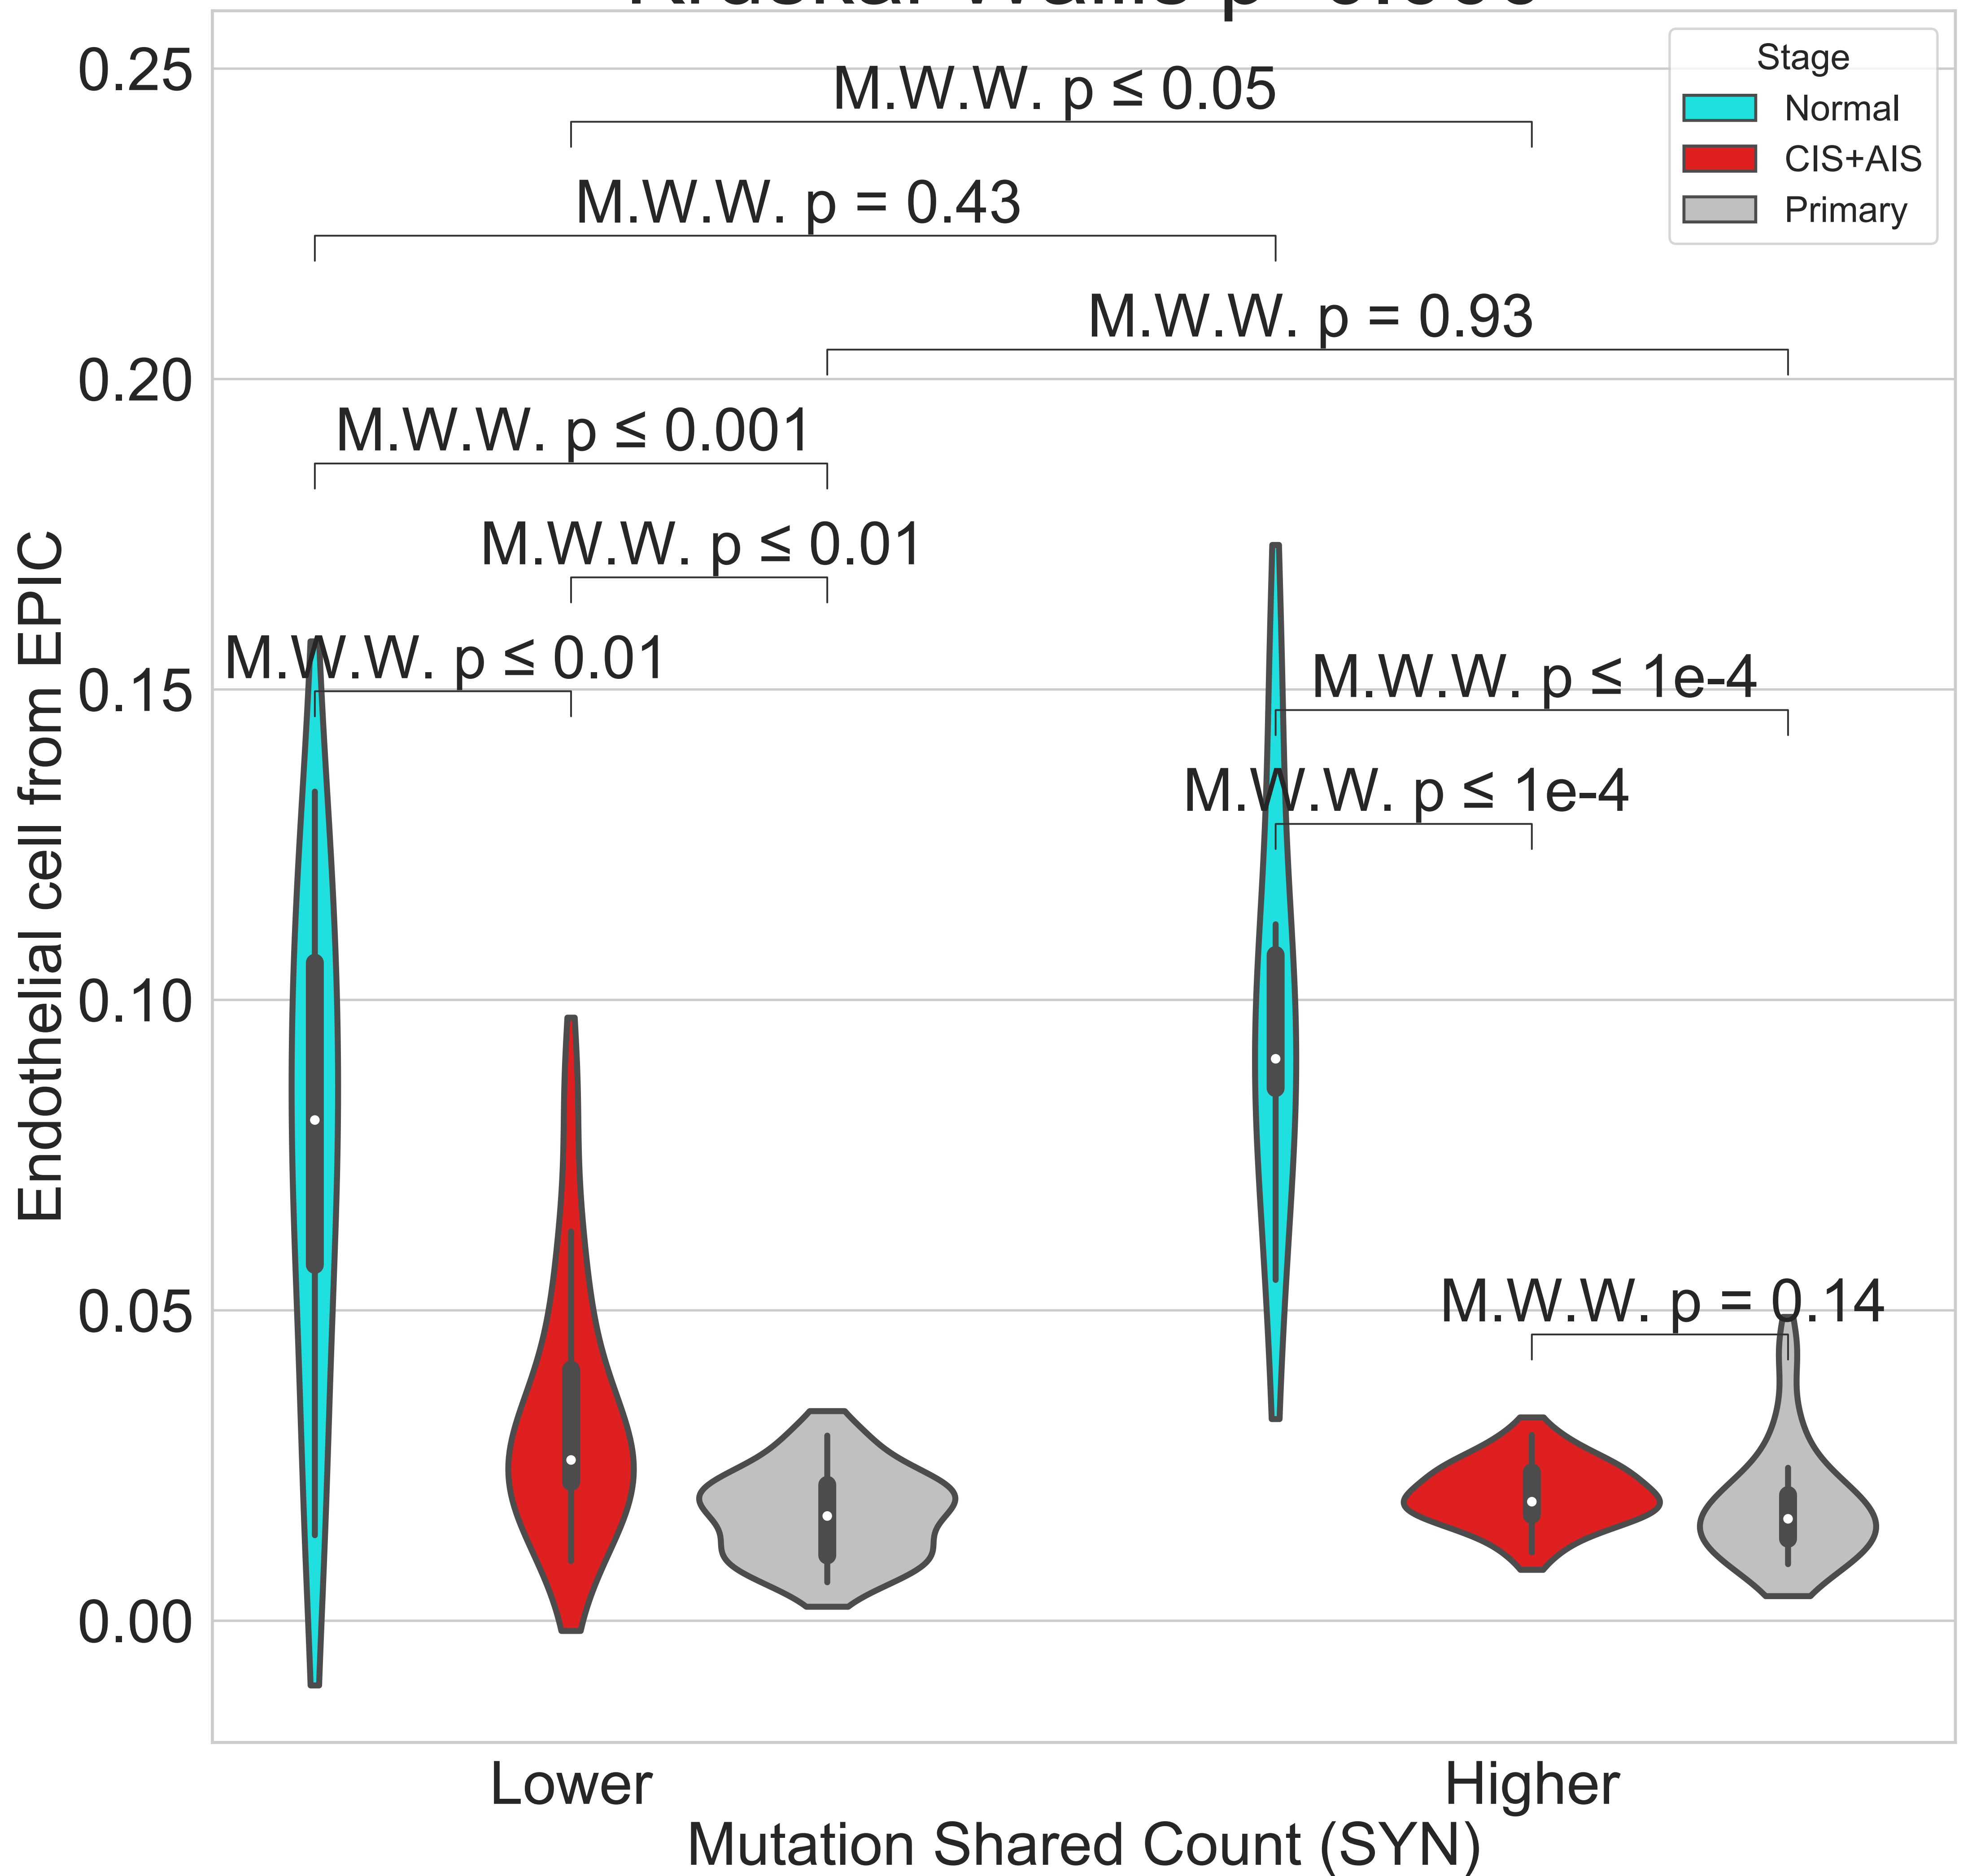 Stage
Normal
CIS+AIS
Primary
0.25
0.20
0.15
0.10
0.05
0.00
Endothelial cell from EPIC
M.W.W. p ≤ 0.05
M.W.W. p = 0.43
M.W.W. p = 0.93
M.W.W. p ≤ 0.001
M.W.W. p ≤ 0.01
M.W.W. p ≤ 0.01
M.W.W. p ≤ 1e-4
M.W.W. p ≤ 1e-4
M.W.W. p = 0.14
Lower
Higher
Mutation Shared Count (SYN)